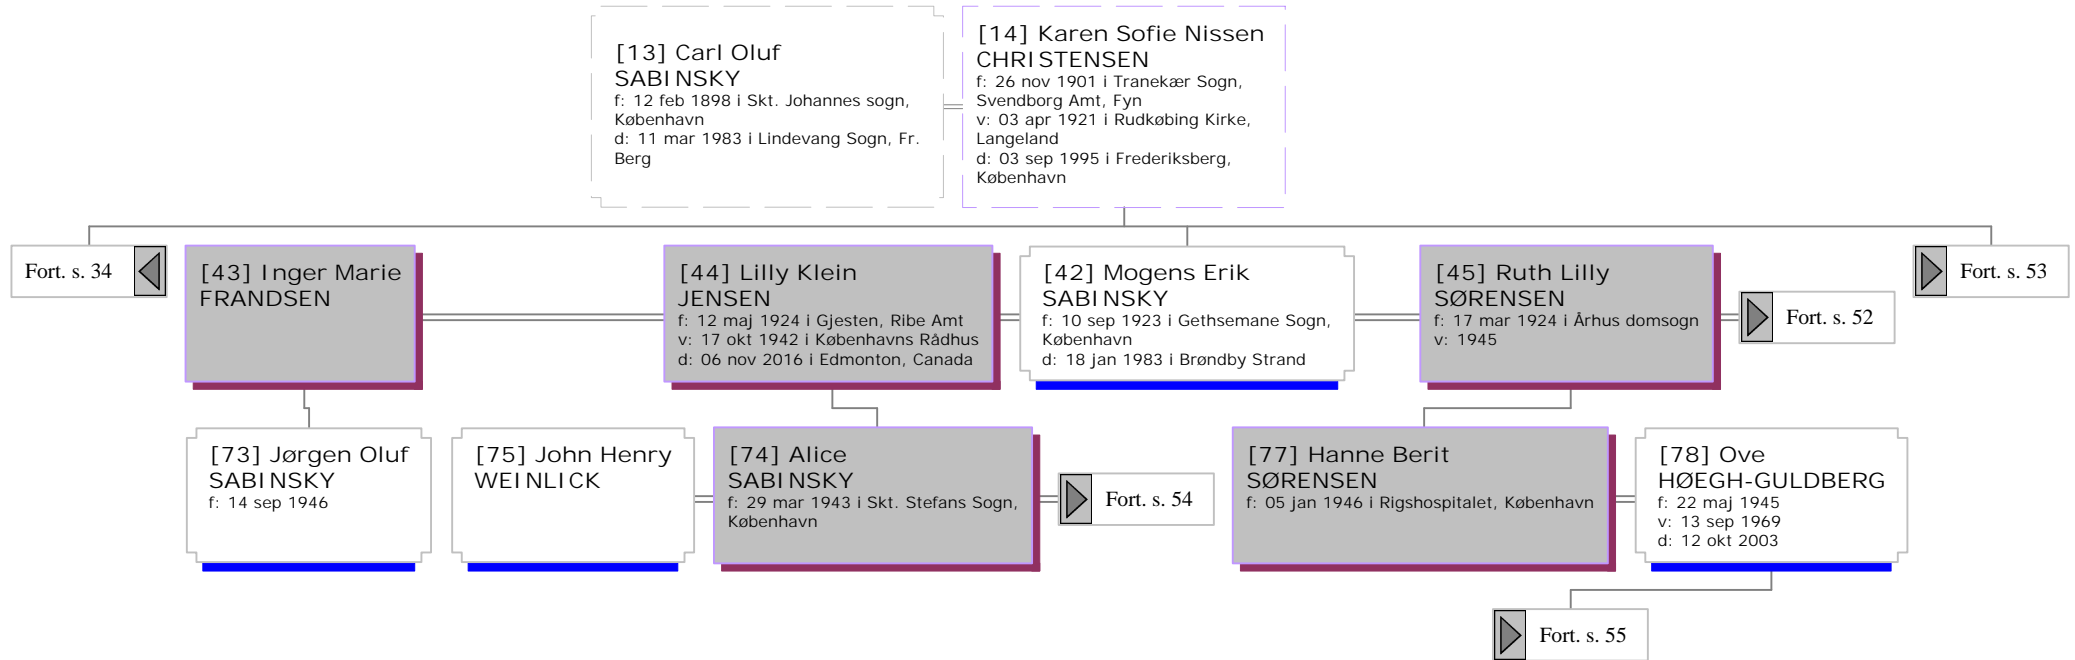 [13] Carl Oluf
SABINSKY
f: 12 feb 1898 i Skt. Johannes sogn,
København
d: 11 mar 1983 i Lindevang Sogn, Fr.
Berg
[14] Karen Sofie Nissen
CHRISTENSEN
f: 26 nov 1901 i Tranekær Sogn,
Svendborg Amt, Fyn
v: 03 apr 1921 i Rudkøbing Kirke,
Langeland
d: 03 sep 1995 i Frederiksberg,
København
Fort. s. 34
[43] Inger Marie
FRANDSEN
[44] Lilly Klein
JENSEN
f: 12 maj 1924 i Gjesten, Ribe Amt
v: 17 okt 1942 i Københavns Rådhus
d: 06 nov 2016 i Edmonton, Canada
[42] Mogens Erik
SABINSKY
f: 10 sep 1923 i Gethsemane Sogn,
København
d: 18 jan 1983 i Brøndby Strand
[45] Ruth Lilly
SØRENSEN
f: 17 mar 1924 i Århus domsogn
v: 1945
Fort. s. 52
Fort. s. 53
[73] Jørgen Oluf
SABINSKY
f: 14 sep 1946
[75] John Henry
WEINLICK
[74] Alice
SABINSKY
f: 29 mar 1943 i Skt. Stefans Sogn,
København
Fort. s. 54
[77] Hanne Berit
SØRENSEN
f: 05 jan 1946 i Rigshospitalet, København
[78] Ove
HØEGH-GULDBERG
f: 22 maj 1945
v: 13 sep 1969
d: 12 okt 2003
Fort. s. 55